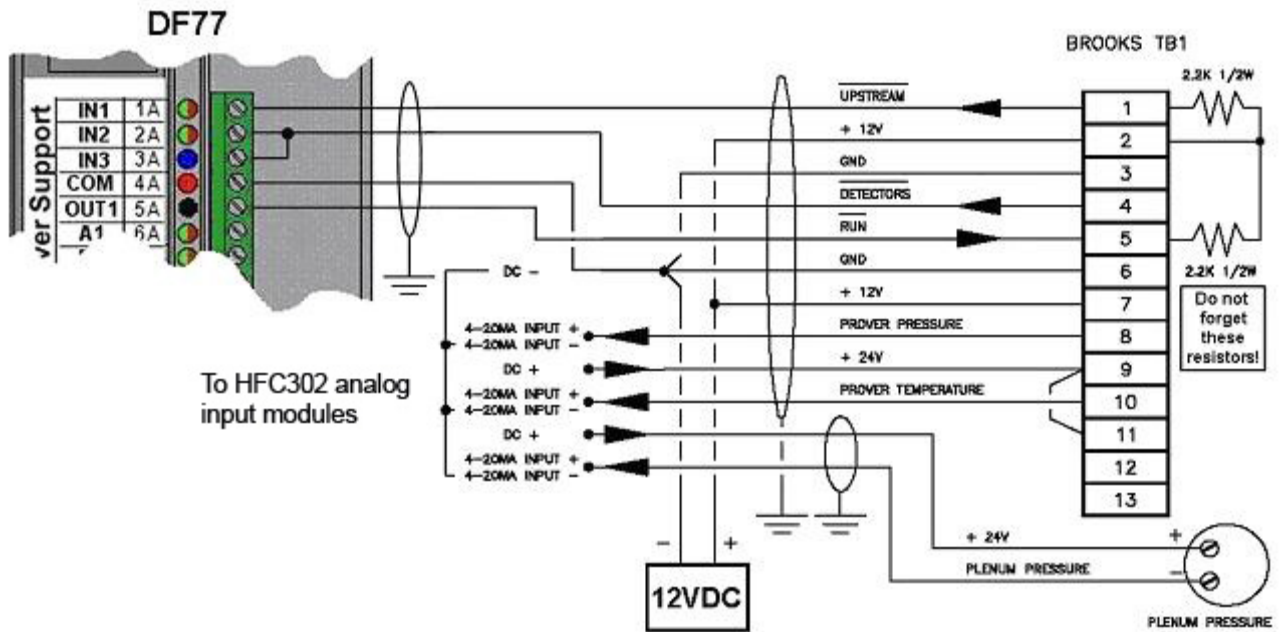 DF77
BROOKS TB1
2.2K 1/2W
ver Support
IN1 1A
IN2 2A
IN3 3A
COM 4A
OUT1 5A
A1 6A
UPSTREAM
+ 12V
GND
DETECTORS
RUN
GND
+ 12V
PROVER PRESSURE
+ 24V
PROVER TEMPERATURE
1
2
3
4
5
6
7
8
9
10
11
12
13
2.2K 1/2W
Do not
forget
these
resistors!
DC -
4-20MA INPUT +
4-20MA INPUT -
DC +
4-20MA INPUT +
4-20MA INPUT -
DC +
4-20MA INPUT +
4-20MA INPUT -
To HFC302 analog
input modules
- +
12VDC
+ 24V
PLENUM PRESSURE
+
-
PLENUM PRESSURE